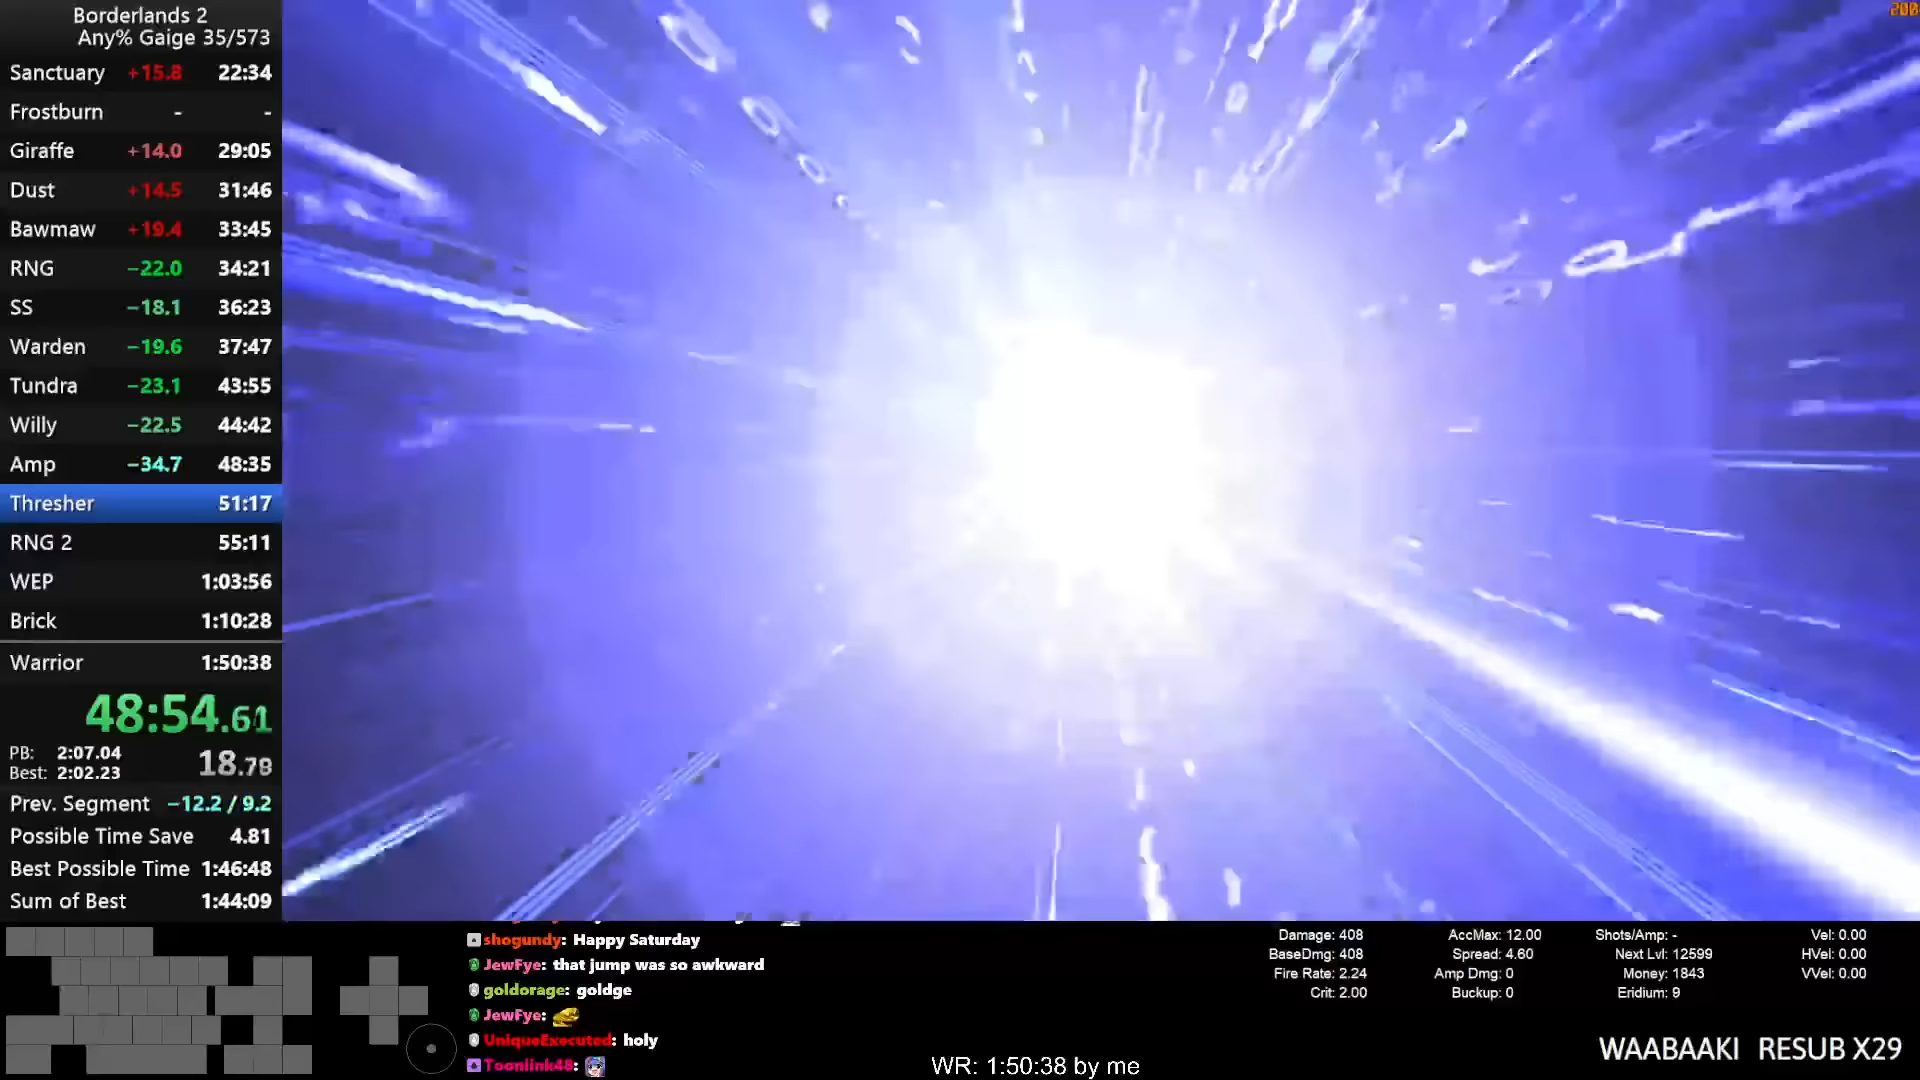 Borderlands 2
Any% Gaige 35/573
Sanctuary +15.8 22:34
Frostburn - -
Giraffe +14.0 29:05
Dust +14.5 31:46
Bawmaw +19.4 33:45
RNG −22.0 34:21
SS −18.1 36:23
Warden −19.6 37:47
Tundra −23.1 43:55
Willy −22.5 44:42
Amp −34.7 48:35
Thresher 51:17
RNG 2 55:11
WEP 1:03:56
Brick 1:10:28
Warrior 1:50:38
48:54.61
PB: 2:07.04
Best: 2:02.23
18.78
Prev. Segment −12.2 / 9.2
Possible Time Save 4.81
Best Possible Time 1:46:48
Sum of Best 1:44:09
shogundy: Happy Saturday
JewFye: that jump was so awkward
goldorage: goldge
JewFye:
UniqueExecuted: holy
Toonlink48:
Damage: 408 AccMax: 12.00 Shots/Amp: - Vel: 0.00
BaseDmg: 408 Spread: 4.60 Next Lvl: 12599 HVel: 0.00
Fire Rate: 2.24 Amp Dmg: 0 Money: 1843 VVel: 0.00
Crit: 2.00 Buckup: 0 Eridium: 9
WR: 1:50:38 by me
WAABAAKI RESUB X29